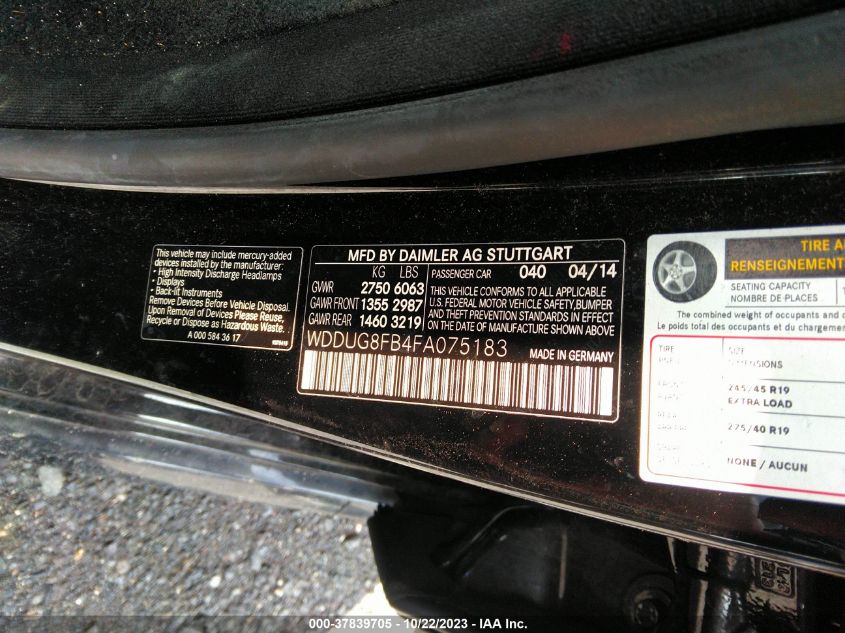 This vehicle may include mercury-added
devices installed by the manufacturer:
• High Intensity Discharge Headlamps
• Displays
• Back-lit Instruments
Remove Devices Before Vehicle Disposal.
Upon Removal of Devices Please Reuse,
Recycle or Dispose as Hazardous Waste.
A 000 584 36 17
MFD BY DAIMLER AG STUTTGART
KG LBS
GVWR 2750 6063
GAWR FRONT 1355 2987
GAWR REAR 1460 3219
PASSENGER CAR 040 04/14
THIS VEHICLE CONFORMS TO ALL APPLICABLE
U.S. FEDERAL MOTOR VEHICLE SAFETY, BUMPER
AND THEFT PREVENTION STANDARDS IN EFFECT
ON THE DATE OF MANUFACTURE SHOWN ABOVE.
WDDUG8FB4FA075183
MADE IN GERMANY
TIRE
RENSEIGNEMENT
SEATING CAPACITY
NOMBRE DE PLACES
The combined weight of occupants
Le poids total des occupants et du chargement
TIRE SIZE
245/45 R19
EXTRA LOAD
275/40 R19
NONE / AUCUN
000-37839705 - 10/22/2023 - IAA Inc.